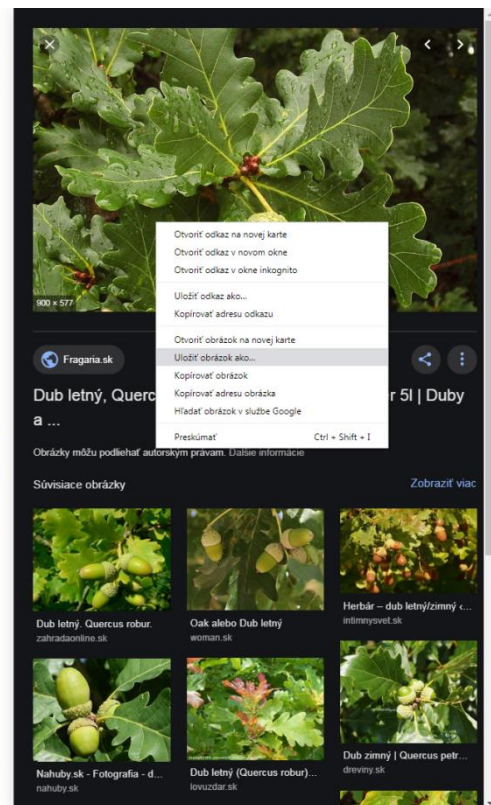 900 × 577
Otvoriť odkaz na novej karte
Otvoriť odkaz v novom okne
Otvoriť odkaz v okne inkognito
Uložiť odkaz ako...
Kopírovať adresu odkazu
Otvoriť obrázok na novej karte
Uložiť obrázok ako...
Kopírovať obrázok
Kopírovať adresu obrázka
Hľadať obrázok v službe Google
Preskúmať Ctrl + Shift + I
Fragaria.sk
Dub letný, Querc r 5l | Duby
a ...
Obrázky môžu podliehať autorským právam. Ďalšie informácie
Súvisiace obrázky Zobraziť viac
Dub letný. Quercus robur.
zahradaonline.sk
Oak alebo Dub letný
woman.sk
Herbár – dub letný/zimný ‹...
intimnysvet.sk
Nahuby.sk - Fotografia - d...
nahuby.sk
Dub letný (Quercus robur)...
lovuzdar.sk
Dub zimný | Quercus petr...
dreviny.sk